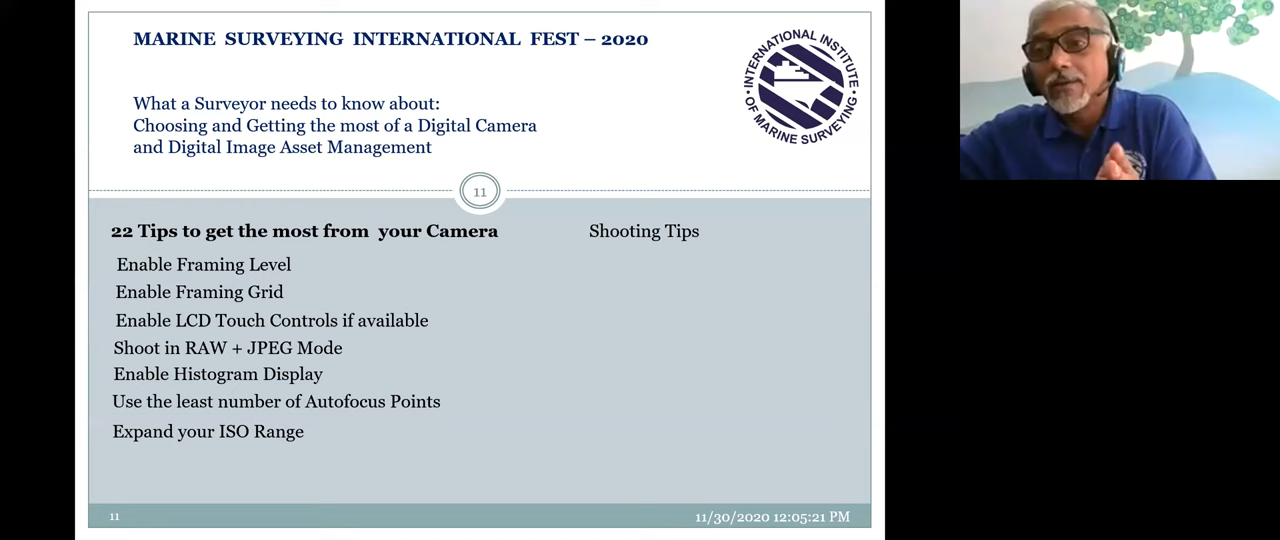 MARINE SURVEYING INTERNATIONAL FEST – 2020
INTERNATIONAL INSTITUTE
OF MARINE SURVEYING
What a Surveyor needs to know about:
Choosing and Getting the most of a Digital Camera
and Digital Image Asset Management
11
22 Tips to get the most from your Camera
Shooting Tips
Enable Framing Level
Enable Framing Grid
Enable LCD Touch Controls if available
Shoot in RAW + JPEG Mode
Enable Histogram Display
Use the least number of Autofocus Points
Expand your ISO Range
11
11/30/2020 12:05:21 PM